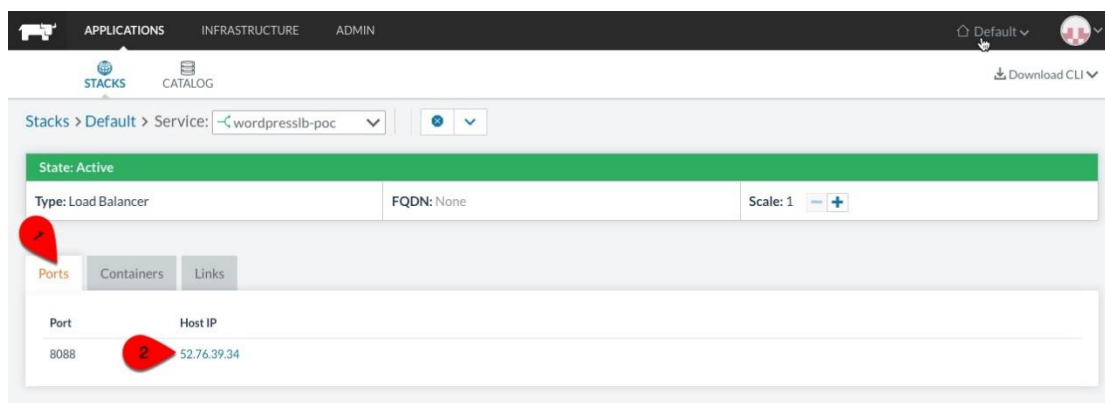 APPLICATIONS INFRASTRUCTURE ADMIN Default
STACKS CATALOG Download CLI
Stacks > Default > Service: wordpresslb-poc
State: Active
Type: Load Balancer FQDN: None Scale: 1
Ports Containers Links
Port Host IP
8088 2 52.76.39.34